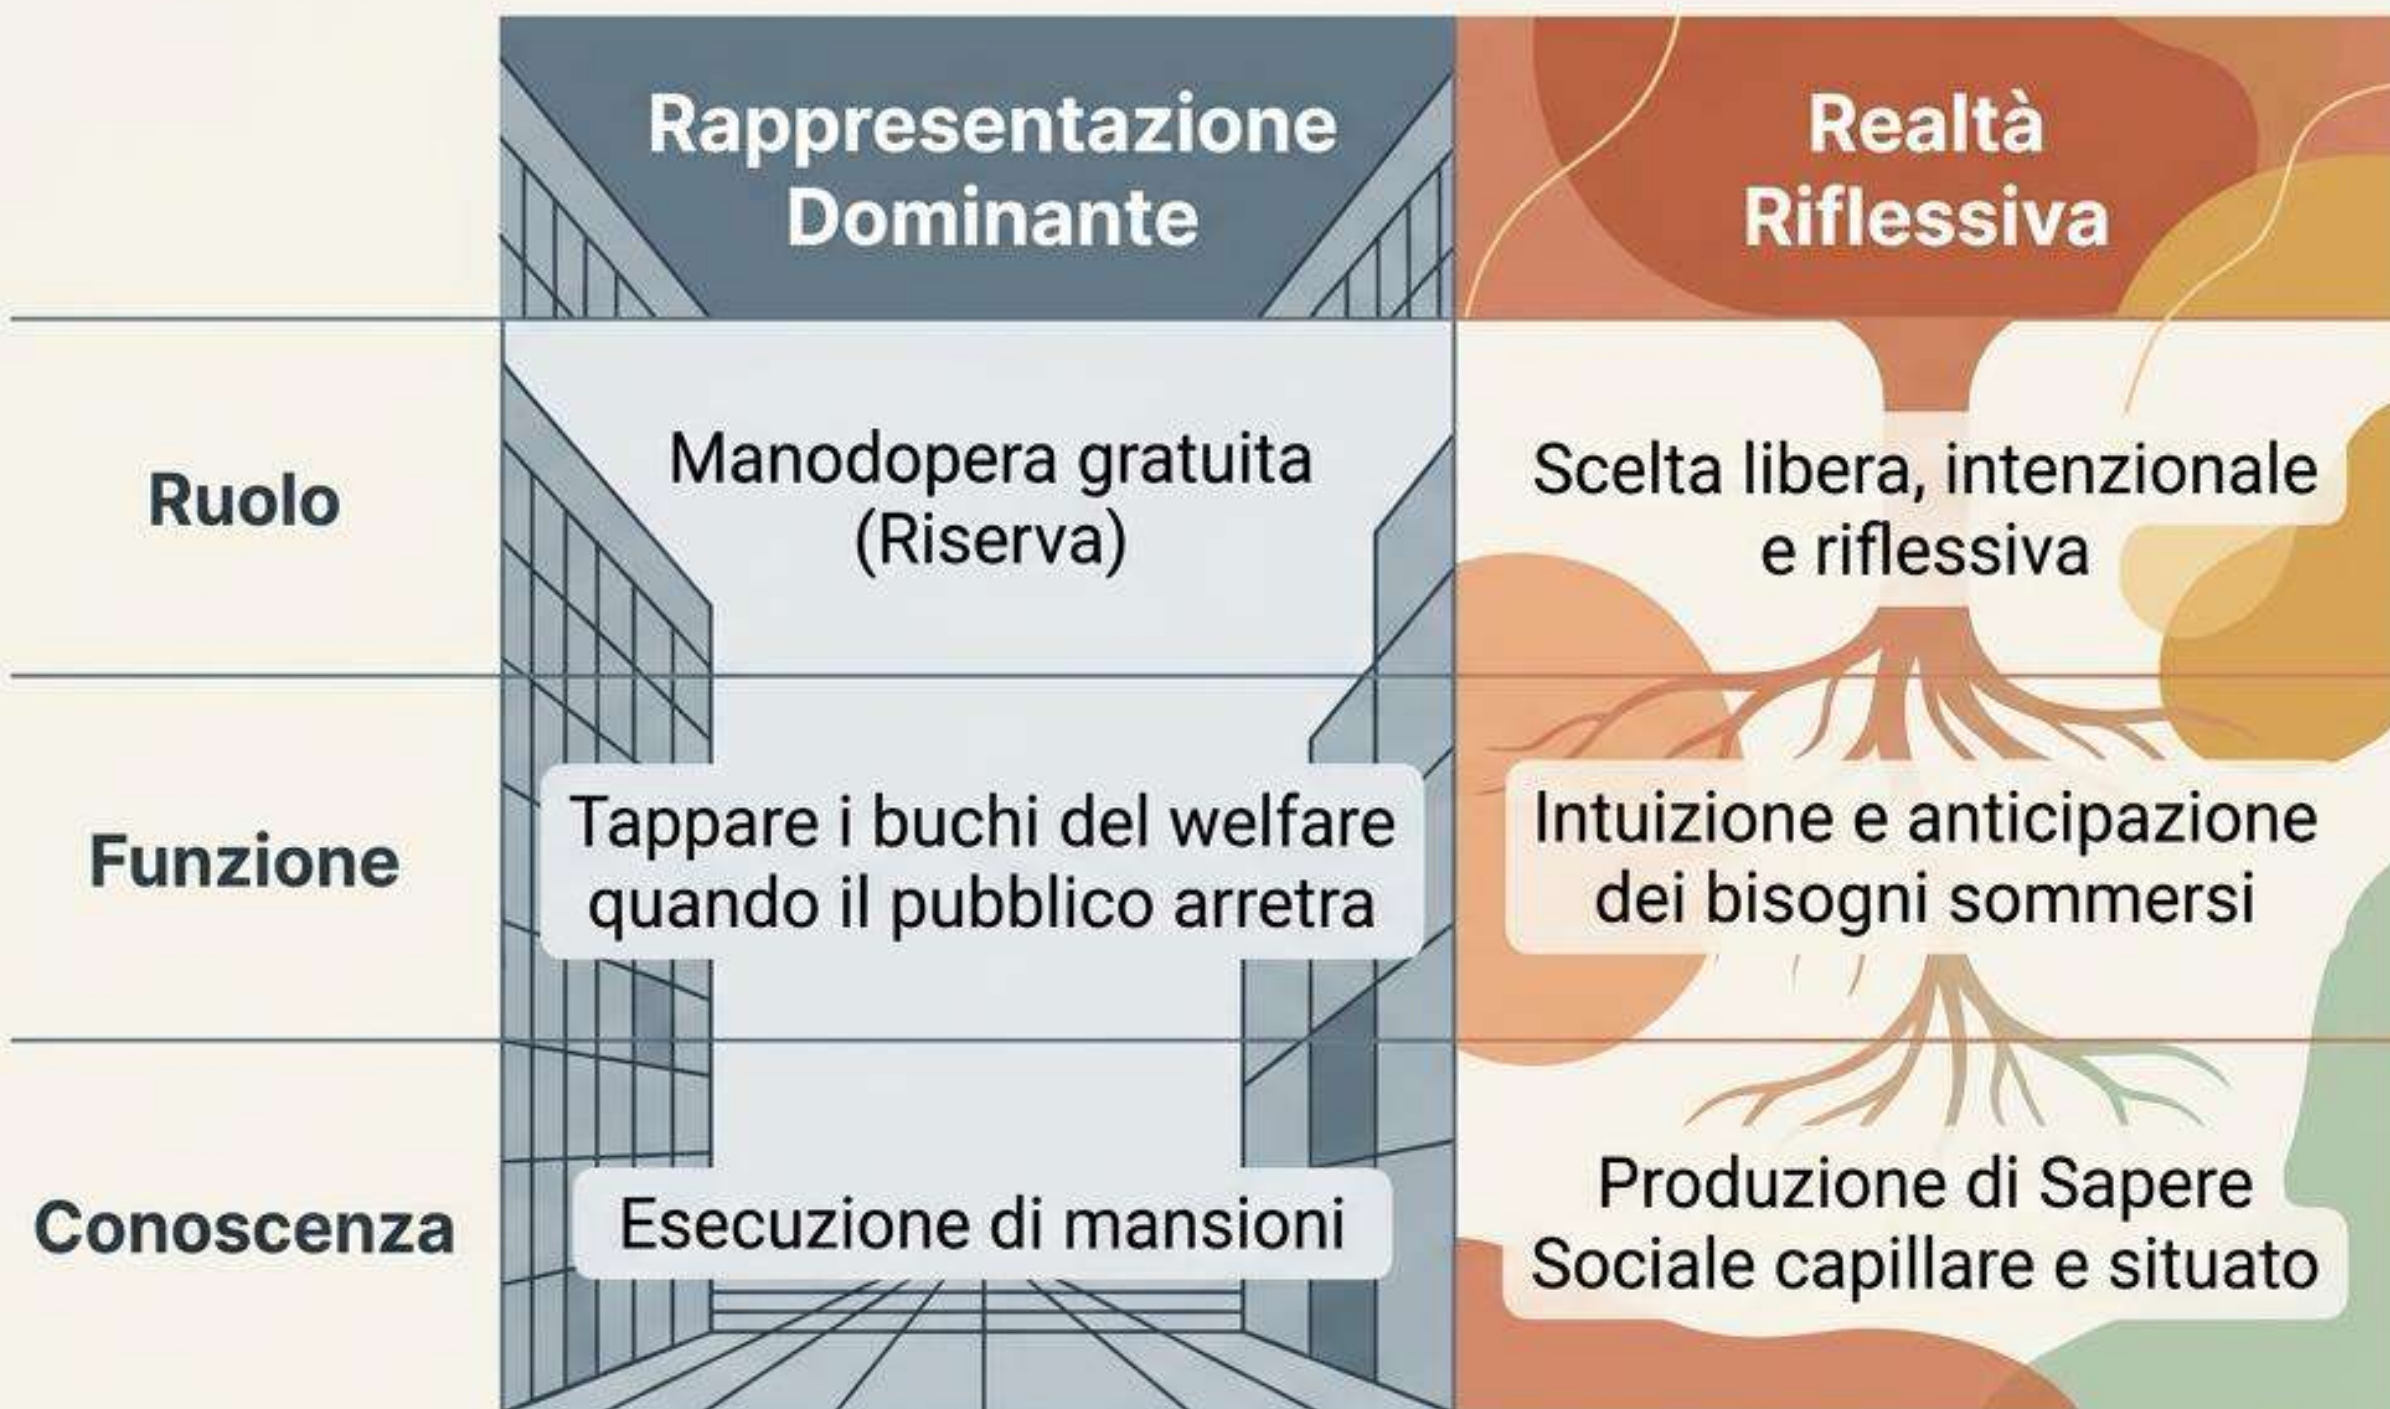 Rappresentazione
Dominante
Realtà
Riflessiva
Ruolo
Manodopera gratuita
(Riserva)
Scelta libera, intenzionale
e riflessiva
Funzione
Tappare i buchi del welfare
quando il pubblico arretra
Intuizione e anticipazione
dei bisogni sommersi
Conoscenza
Esecuzione di mansioni
Produzione di Sapere
Sociale capillare e situato